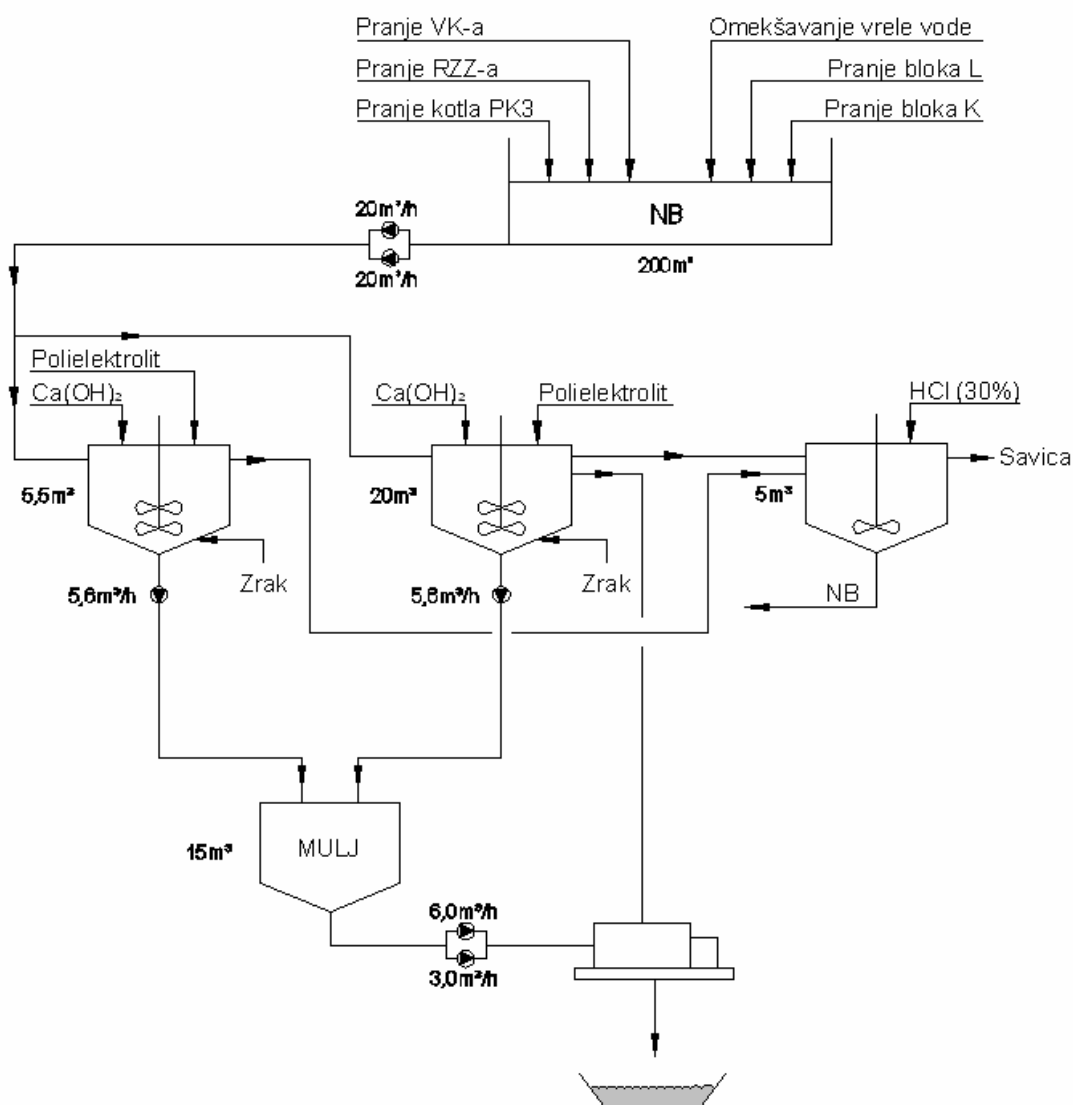 Pranje VK-a
Omekšavanje vrele vode
Pranje RZZ-a
Pranje bloka L
Pranje kotla PK3
Pranje bloka K
20m³/h
NB
20m³/h
200m³
Polielektrolit
Ca(OH)₂
Ca(OH)₂
Polielektrolit
HCl (30%)
Savica
5,5m³
20m³
5m³
Zrak
Zrak
5,6m³/h
5,6m³/h
NB
15m³
MULJ
6,0m³/h
3,0m³/h